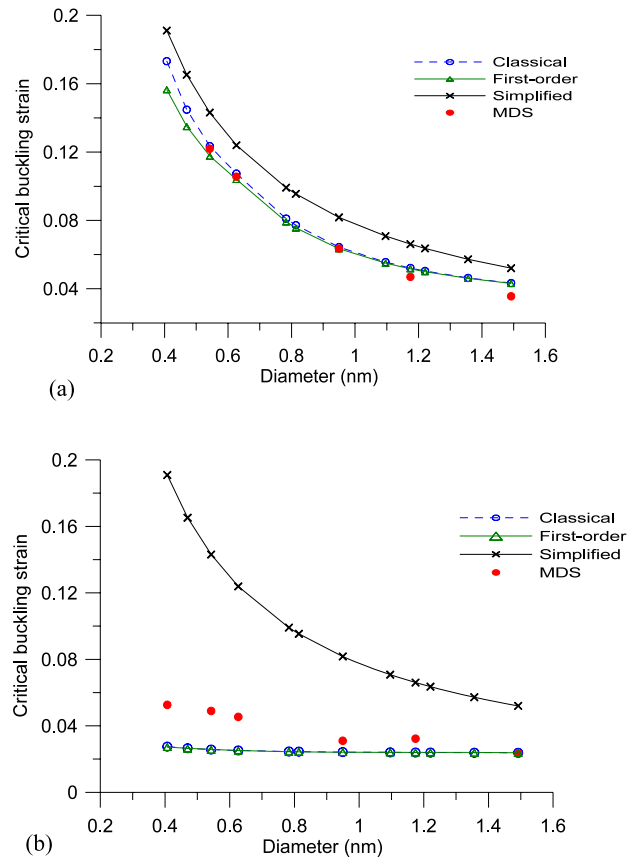 0.2
0.16
0.12
0.08
0.04
Critical buckling strain
Classical
First-order
Simplified
MDS
0.2 0.4 0.6 0.8 1 1.2 1.4 1.6
Diameter (nm)
(a)
0.2
0.16
0.12
0.08
0.04
0
Critical buckling strain
Classical
First-order
Simplified
MDS
0.2 0.4 0.6 0.8 1 1.2 1.4 1.6
Diameter (nm)
(b)